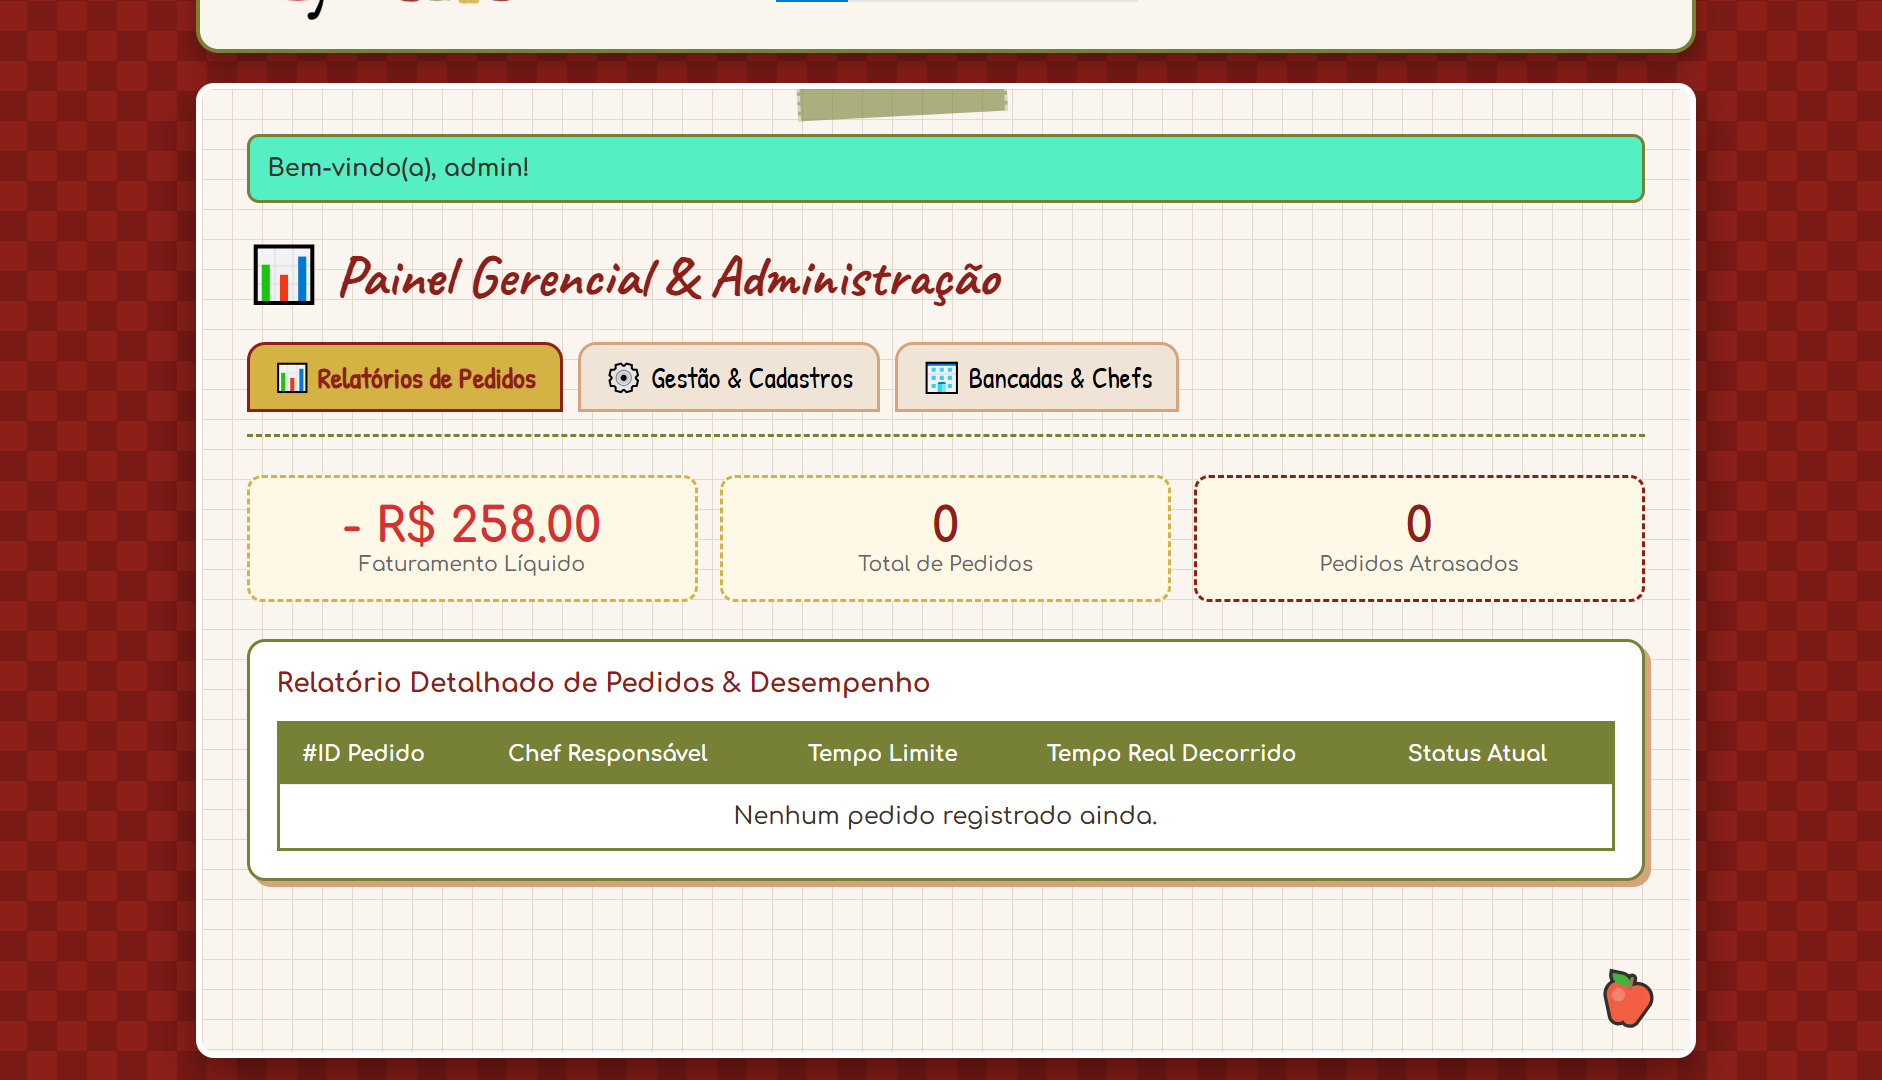 Bem-vindo(a), admin!
Painel Gerencial & Administração
Relatórios de Pedidos
Gestão & Cadastros
Bancadas & Chefs
- R$ 258.00
Faturamento Líquido
0
Total de Pedidos
0
Pedidos Atrasados
Relatório Detalhado de Pedidos & Desempenho
#ID Pedido Chef Responsável Tempo Limite Tempo Real Decorrido Status Atual
Nenhum pedido registrado ainda.